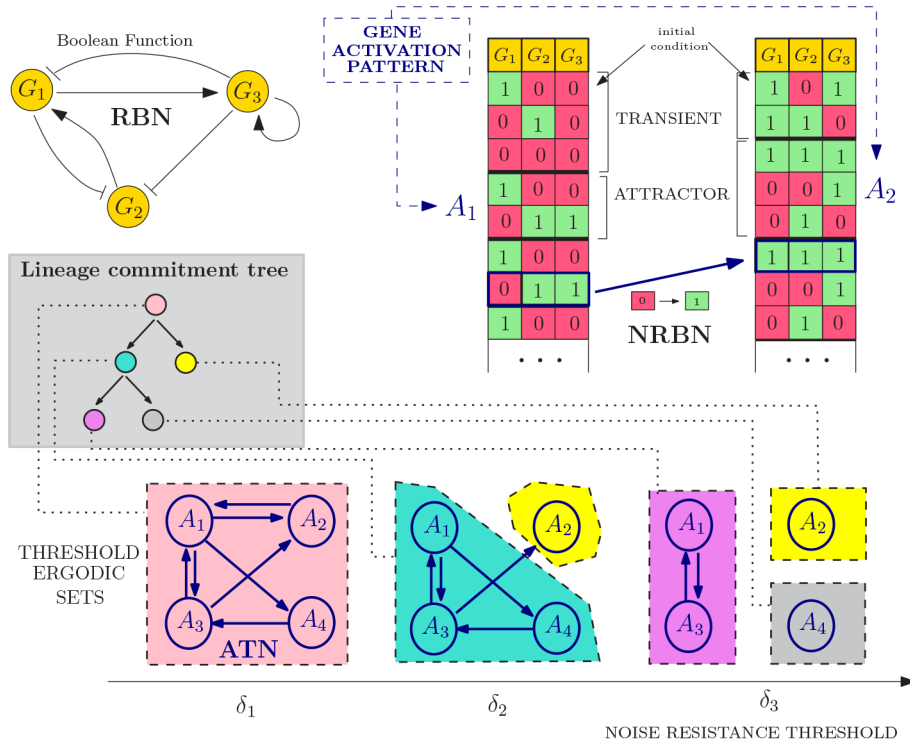 Boolean Function
G1
RBN
G3
G2
GENE
ACTIVATION
PATTERN
initial
condition
G1 G2 G3
1 0 0
0 1 0
0 0 0
1 0 0
0 1 1
1 0 0
0 1 1
1 0 0
. . .
TRANSIENT
ATTRACTOR
A1
G1 G2 G3
1 0 1
1 1 0
1 1 1
0 0 1
0 1 0
1 1 1
0 0 1
0 1 0
. . .
A2
0 → 1
NRBN
Lineage commitment tree
THRESHOLD
ERGODIC
SETS
A1 A2
A3 A4
ATN
A1 A2
A3 A4
A1 A2
A3 A4
δ1 δ2 δ3
NOISE RESISTANCE THRESHOLD